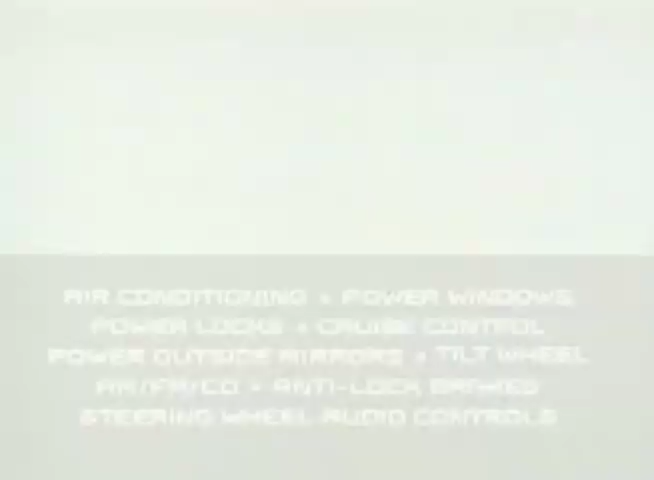 AIR CONDITIONING • POWER WINDOWS
POWER LOCKS • CRUISE CONTROL
POWER OUTSIDE MIRRORS • TILT WHEEL
AM/FM/CD • ANTI-LOCK BRAKES
STEERING WHEEL AUDIO CONTROLS